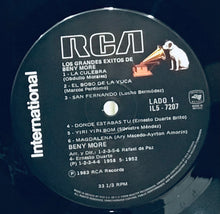 RCA
International
LOS GRANDES EXITOS DE
BENY MORE
1 - LA CULEBRA
(Obdulio Morales)
2 - EL BOBO DE LA YUCA
(Marcos Perdomo)
3 - SAN FERNANDO (Lucho Bermúdez)
LADO 1
ILS-7207
4 - DONDE ESTABAS TU (Ernesto Duarte Brito)
5 - YIRI YIRI BOM (Silvestre Méndez)
6 - MAGDALENA (Ary Macedo-Ayrton Amorin)
BENY MORE
Arr. y Dir.: 1-2-3-5-6 Rafael de Paz
4 - Ernesto Duarte
(P) 1-2-3-4-6 1958 5-1952
©1983 RCA Records
33 1/3 RPM